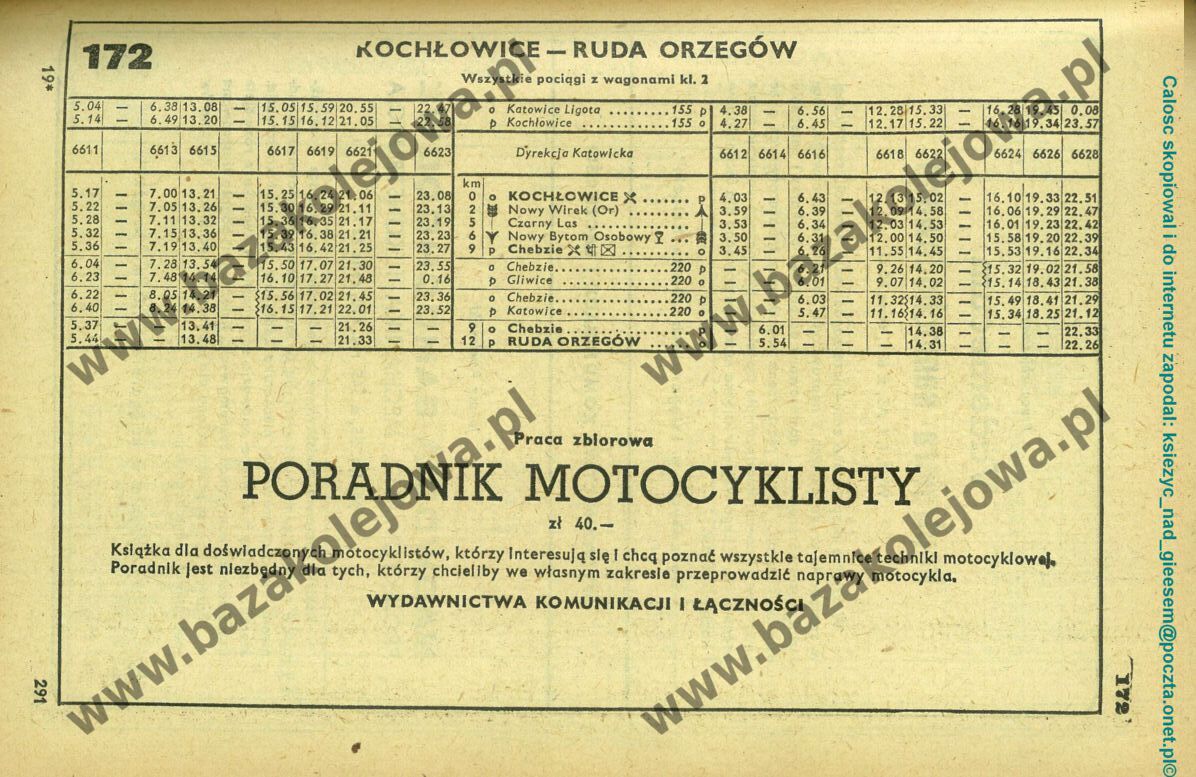 172
KOCHŁOWICE — RUDA ORZEGÓW
Wszystkie pociągi z wagonami kl. 2
5.04 — 6.38 13.08 — 15.05 15.59 20.55 — 22.47 o Katowice Ligota ......... 155 p 4.38 — 6.56 — 12.28 15.33 — 16.28 19.45 0.08
5.14 — 6.49 13.20 — 15.15 16.12 21.05 — 22.58 p Kochłowice ............. 155 o 4.27 — 6.45 — 12.17 15.22 — 16.16 19.34 23.57
6611 6613 6615 6617 6619 6621 6623 Dyrekcja Katowicka 6612 6614 6616 6618 6622 6624 6626 6628
km
5.17 — 7.00 13.21 — 15.25 16.24 21.06 — 23.08 0 o KOCHŁOWICE ....... p 4.03 — 6.43 — 12.13 15.02 — 16.10 19.33 22.51
5.22 — 7.05 13.26 — 15.30 16.29 21.11 — 23.13 2 Nowy Wirek (Or) ........ 3.59 — 6.39 — 12.09 14.58 — 16.06 19.29 22.47
5.28 — 7.11 13.32 — 15.36 16.35 21.17 — 23.19 5 Czarny Las ............. 3.53 — 6.34 — 12.03 14.53 — 16.01 19.23 22.42
5.32 — 7.15 13.36 — 15.39 16.38 21.21 — 23.23 6 Nowy Bytom Osobowy ... 3.50 — 6.31 — 12.00 14.50 — 15.58 19.20 22.39
5.36 — 7.19 13.40 — 15.43 16.42 21.25 — 23.27 9 p Chebzie .......... o 3.45 — 6.26 — 11.55 14.45 — 15.53 19.16 22.34
6.04 — 7.28 13.54 — 15.50 17.07 21.30 — 23.55 o Chebzie ................. 220 p — — 6.21 — 9.26 14.20 — 15.32 19.02 21.58
6.23 — 7.48 14.14 — 16.10 17.27 21.48 — 0.16 p Gliwice ................. 220 o — — 6.01 — 9.07 14.02 — 15.14 18.43 21.38
6.22 — 8.05 14.21 — 15.56 17.02 21.45 — 23.36 o Chebzie ................. 220 p — — 6.03 — 11.32 14.33 — 15.49 18.41 21.29
6.40 — 8.24 14.38 — 16.15 17.21 22.01 — 23.52 p Katowice ................ 220 o — — 5.47 — 11.16 14.16 — 15.34 18.25 21.12
5.37 — — 13.41 — — — 21.26 — — 9 o Chebzie ................. p — 6.01 — — — 14.38 — — — 22.33
5.44 — — 13.48 — — — 21.33 — — 12 p RUDA ORZEGÓW ..... o — 5.54 — — — 14.31 — — — 22.26
Praca zbiorowa
PORADNIK MOTOCYKLISTY
zł 40.—
Książka dla doświadczonych motocyklistów, którzy interesują się i chcą poznać wszystkie tajemnice techniki motocyklowej.
Poradnik jest niezbędny dla tych, którzy chcieliby we własnym zakresie przeprowadzić naprawy motocykla.
WYDAWNICTWA KOMUNIKACJI I ŁĄCZNOŚCI
19*
291
172
www.bazakolejowa.pl
www.bazakolejowa.pl
www.bazakolejowa.pl
www.bazakolejowa.pl
Calosc skopiowal i do internetu zapodal: ksiezyc_nad_gieesem@poczta.onet.pl©